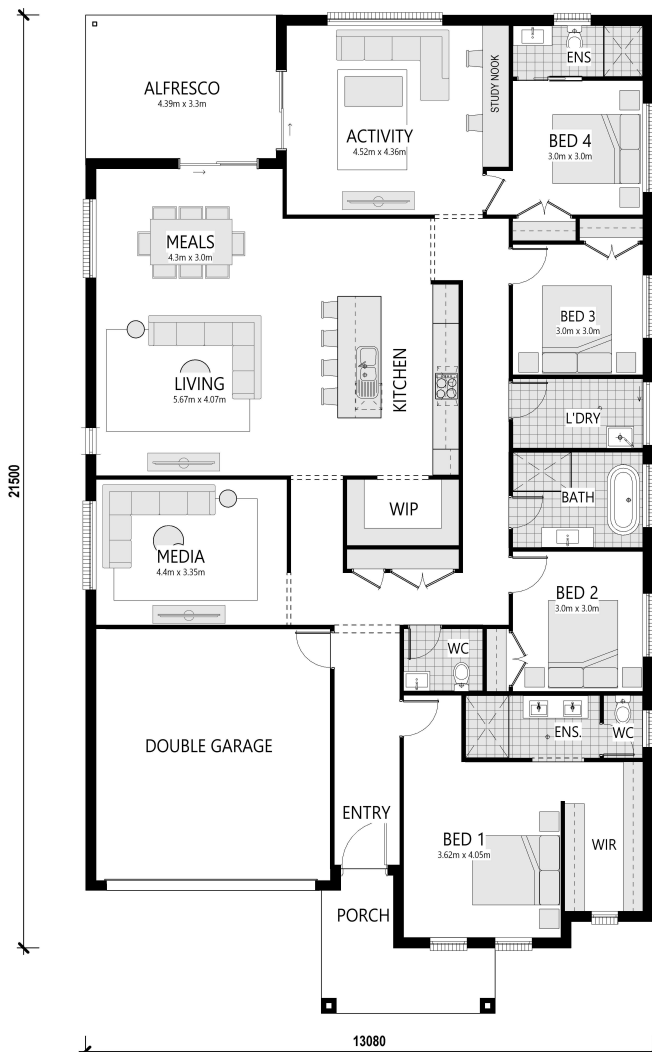 ENS
ALFRESCO
4.39m x 3.3m
STUDY NOOK
ACTIVITY
4.52m x 4.36m
BED 4
3.0m x 3.0m
MEALS
4.3m x 3.0m
BED 3
3.0m x 3.0m
KITCHEN
LIVING
5.67m x 4.07m
L'DRY
21500
BATH
WIP
MEDIA
4.4m x 3.35m
BED 2
3.0m x 3.0m
WC
ENS.
WC
DOUBLE GARAGE
ENTRY
BED 1
3.62m x 4.05m
WIR
PORCH
13080